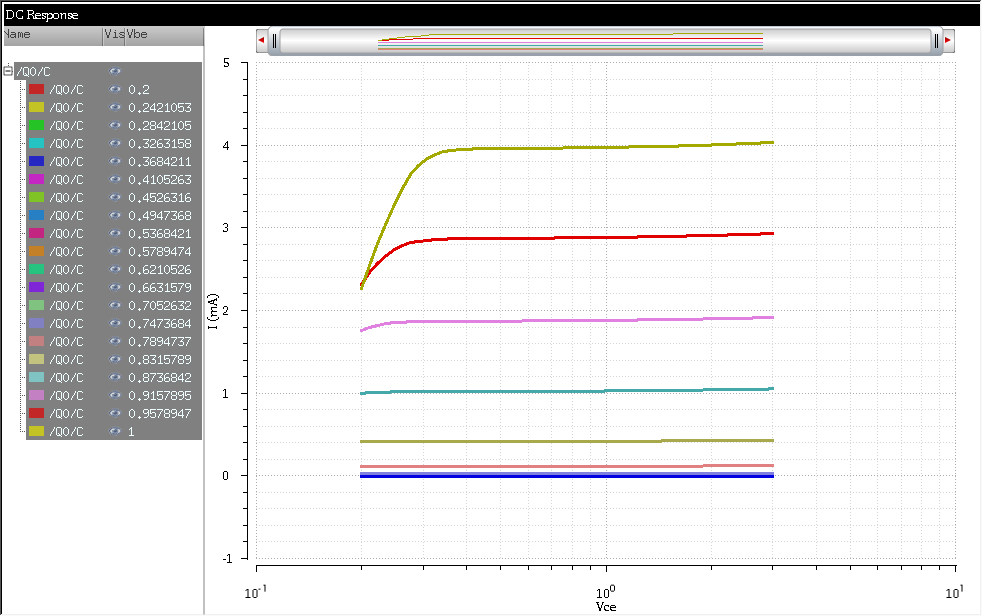 DC Response
Name Vis Vbe
/Q0/C
/Q0/C 0.2
/Q0/C 0.2421053
/Q0/C 0.2842105
/Q0/C 0.3263158
/Q0/C 0.3684211
/Q0/C 0.4105263
/Q0/C 0.4526316
/Q0/C 0.4947368
/Q0/C 0.5368421
/Q0/C 0.5789474
/Q0/C 0.6210526
/Q0/C 0.6631579
/Q0/C 0.7052632
/Q0/C 0.7473684
/Q0/C 0.7894737
/Q0/C 0.8315789
/Q0/C 0.8736842
/Q0/C 0.9157895
/Q0/C 0.9578947
/Q0/C 1
5
4
3
2
1
0
-1
I (mA)
10⁻¹ 10⁰ 10¹
Vce